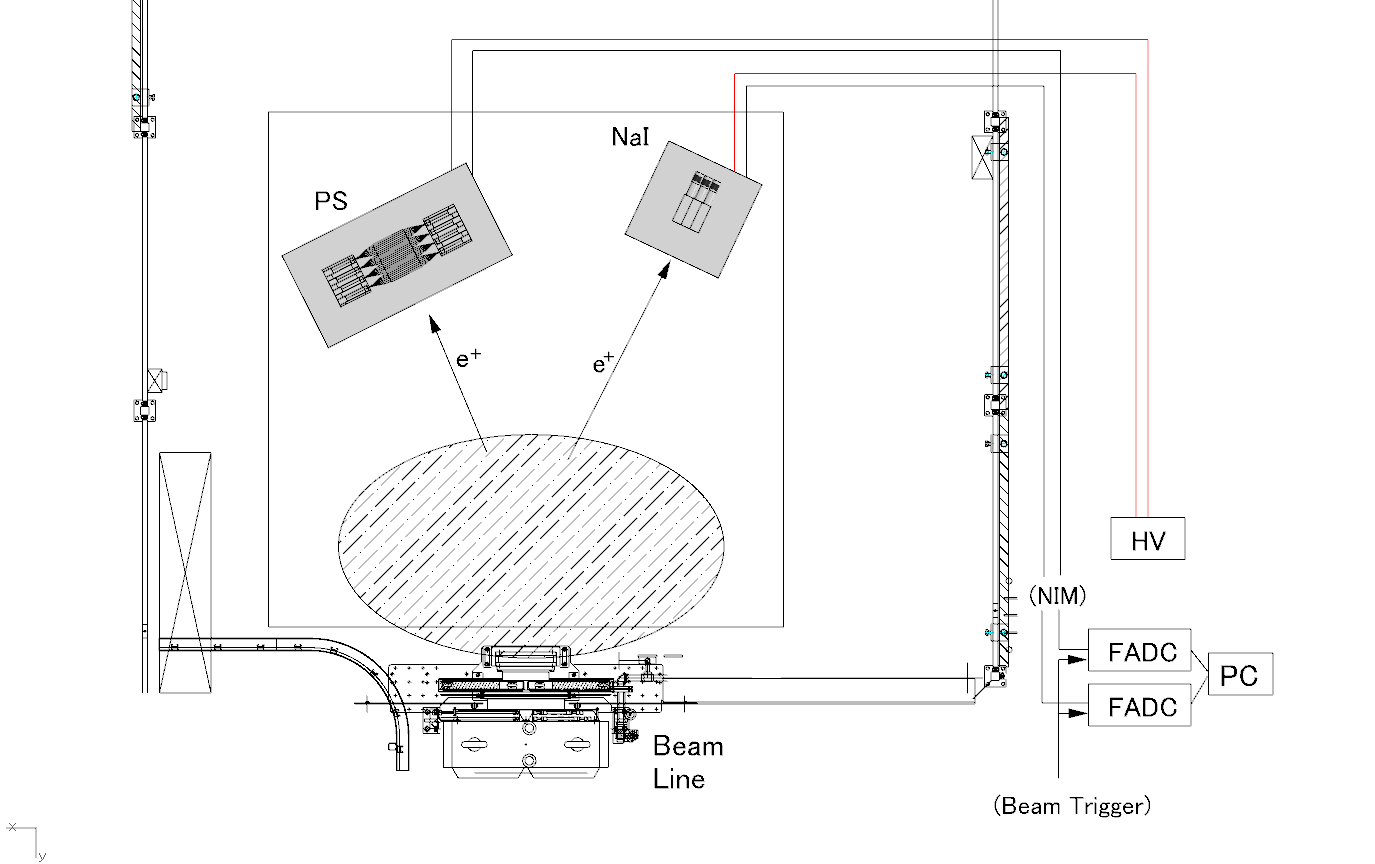 NaI
PS
e+
e+
HV
(NIM)
FADC
PC
FADC
Beam
Line
(Beam Trigger)
x
y